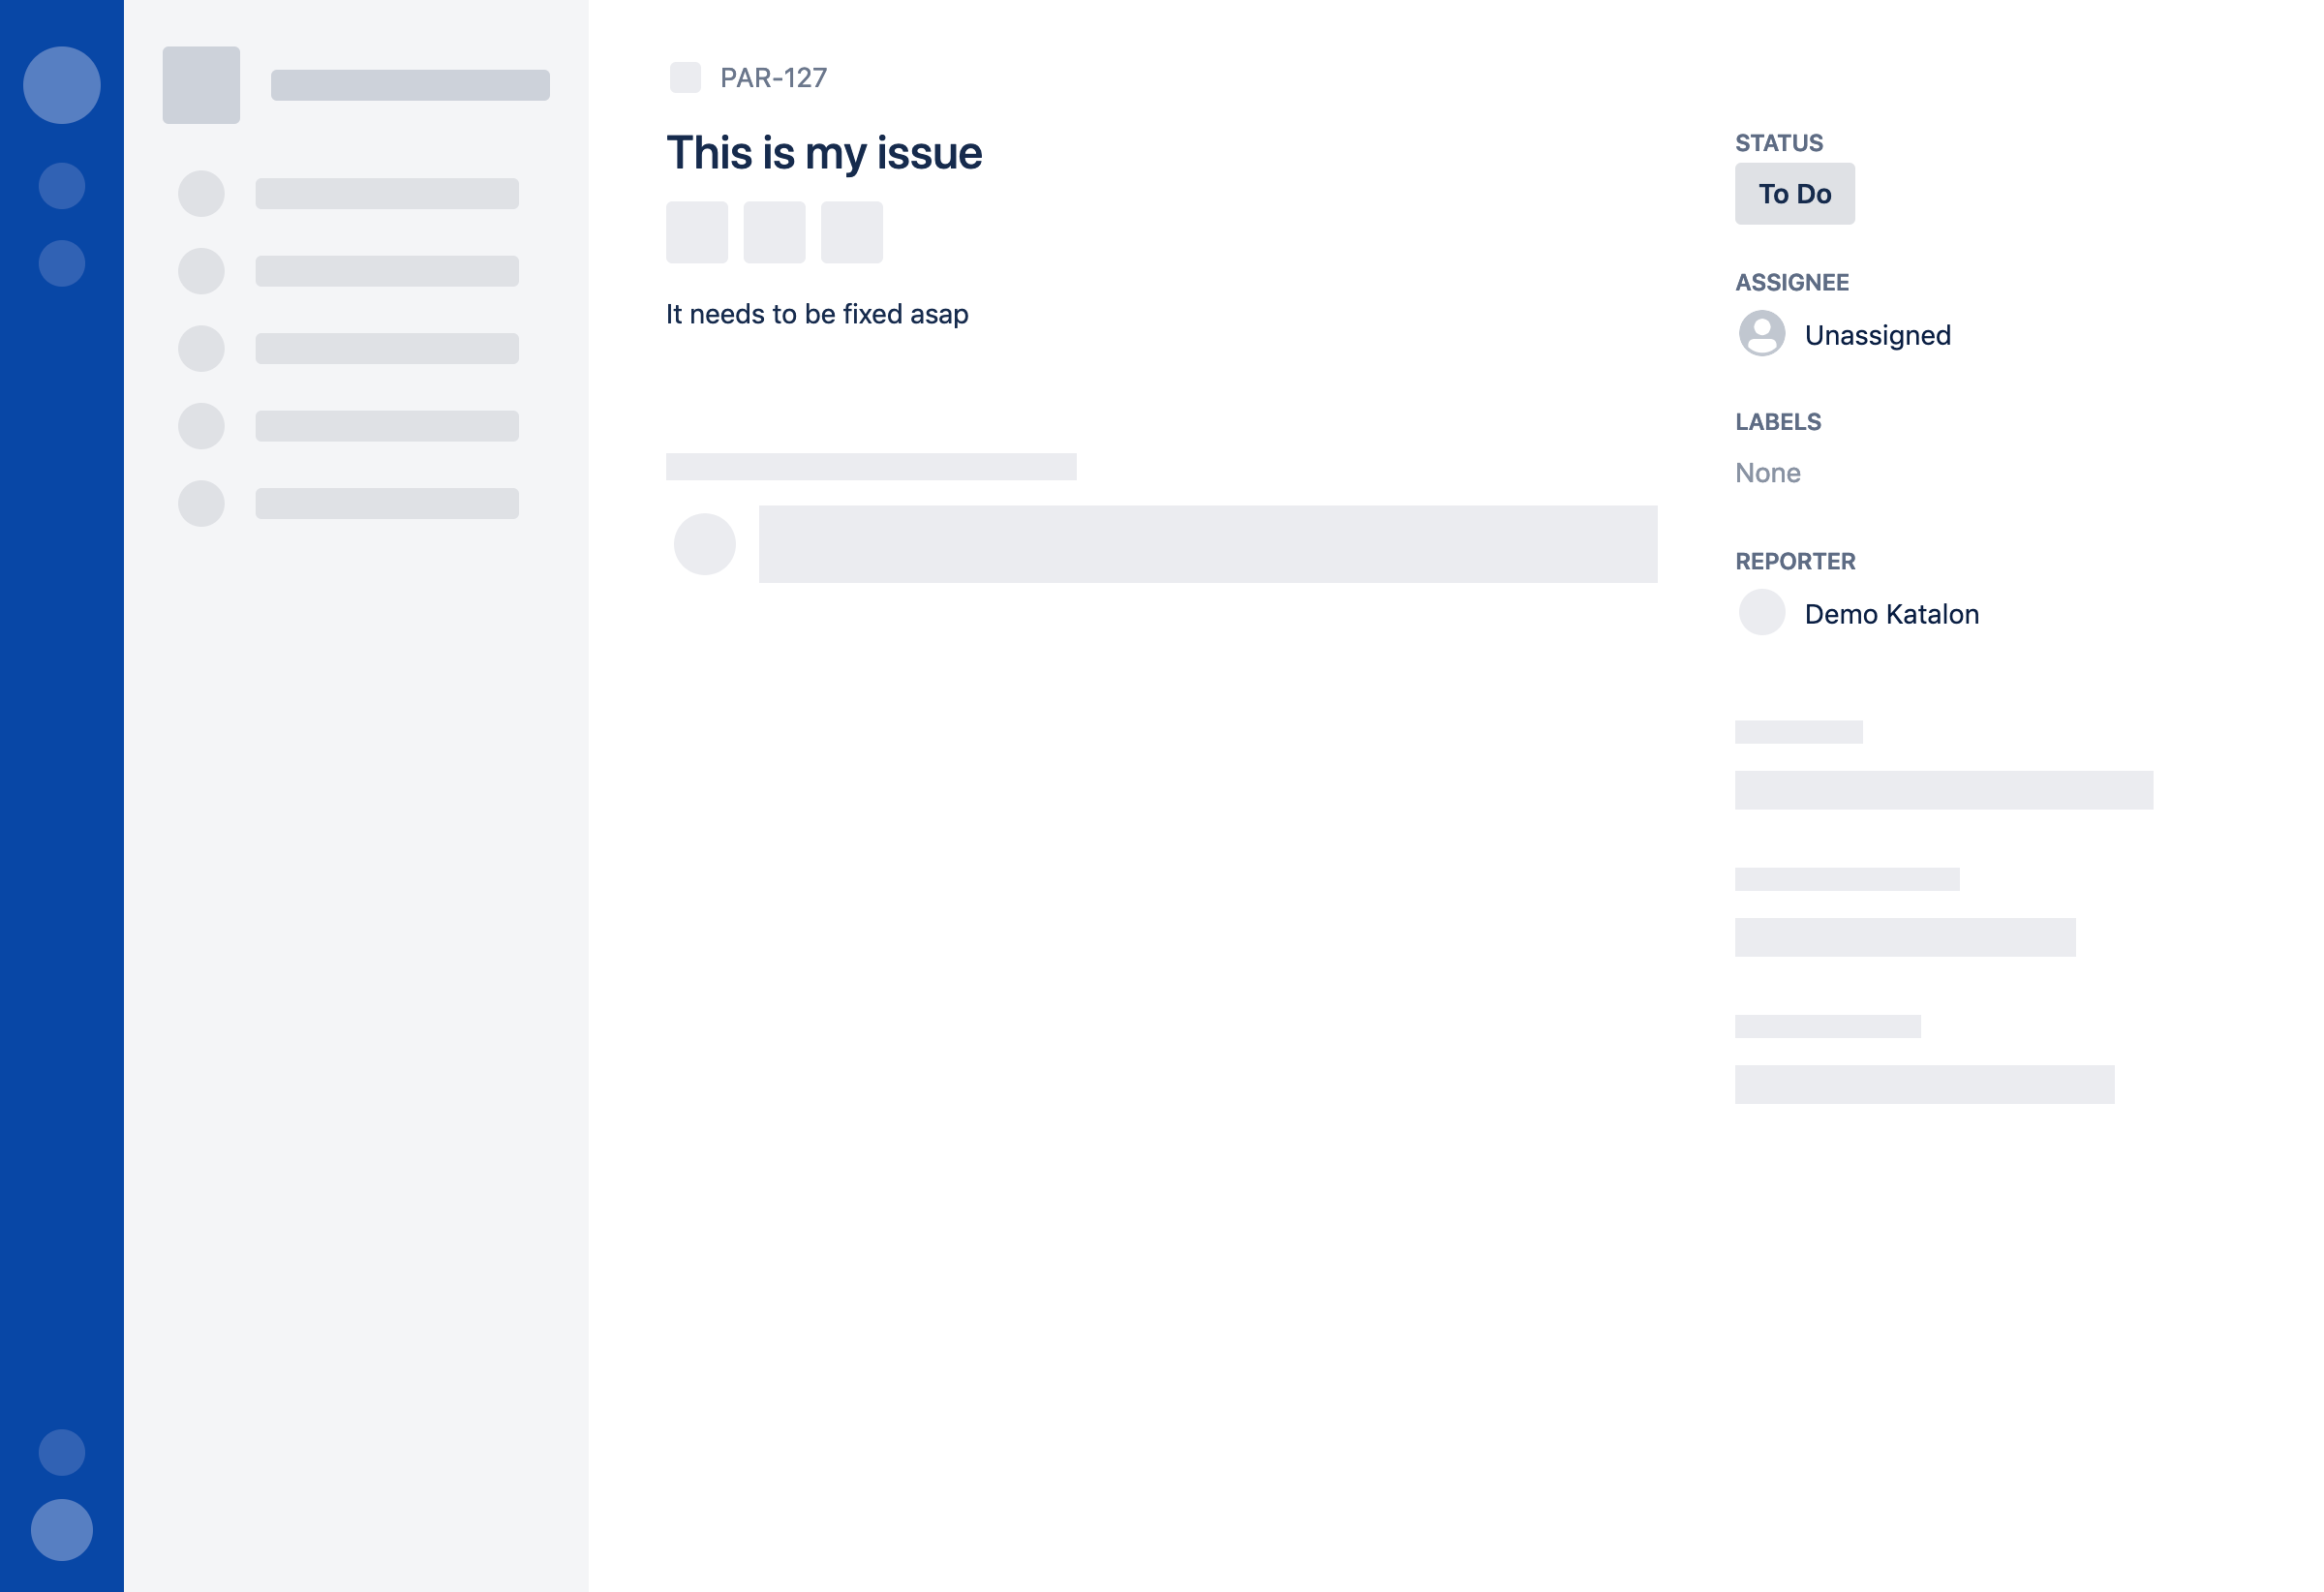 PAR-127
This is my issue
It needs to be fixed asap
STATUS
To Do
ASSIGNEE
Unassigned
LABELS
None
REPORTER
Demo Katalon